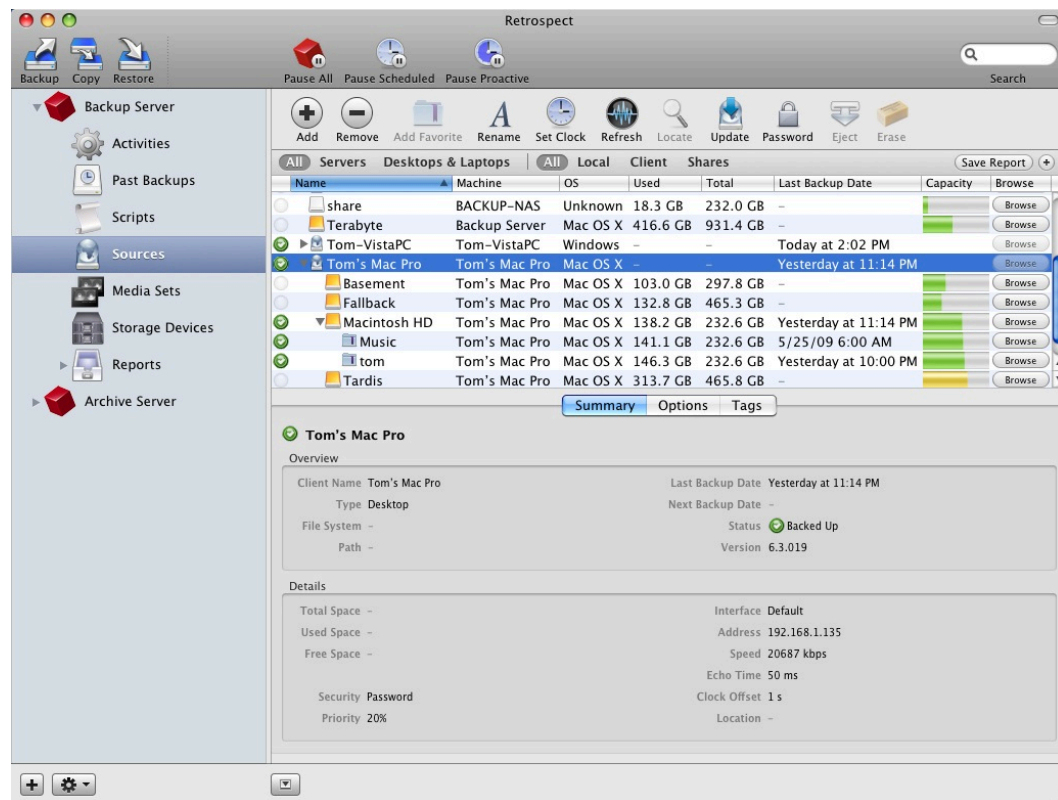 Retrospect
Backup Copy Restore Pause All Pause Scheduled Pause Proactive Search
Backup Server
Activities
Past Backups
Scripts
Sources
Media Sets
Storage Devices
Reports
Archive Server
Add Remove Add Favorite Rename Set Clock Refresh Locate Update Password Eject Erase
All Servers Desktops & Laptops All Local Client Shares Save Report
Name Machine OS Used Total Last Backup Date Capacity Browse
share BACKUP-NAS Unknown 18.3 GB 232.0 GB – Browse
Terabyte Backup Server Mac OS X 416.6 GB 931.4 GB – Browse
Tom-VistaPC Tom-VistaPC Windows – – Today at 2:02 PM Browse
Tom's Mac Pro Tom's Mac Pro Mac OS X – – Yesterday at 11:14 PM Browse
Basement Tom's Mac Pro Mac OS X 103.0 GB 297.8 GB – Browse
Fallback Tom's Mac Pro Mac OS X 132.8 GB 465.3 GB – Browse
Macintosh HD Tom's Mac Pro Mac OS X 138.2 GB 232.6 GB Yesterday at 11:14 PM Browse
Music Tom's Mac Pro Mac OS X 141.1 GB 232.6 GB 5/25/09 6:00 AM Browse
tom Tom's Mac Pro Mac OS X 146.3 GB 232.6 GB Yesterday at 10:00 PM Browse
Tardis Tom's Mac Pro Mac OS X 313.7 GB 465.8 GB – Browse
Summary Options Tags
Tom's Mac Pro
Overview
Client Name Tom's Mac Pro Last Backup Date Yesterday at 11:14 PM
Type Desktop Next Backup Date –
File System – Status Backed Up
Path – Version 6.3.019
Details
Total Space – Interface Default
Used Space – Address 192.168.1.135
Free Space – Speed 20687 kbps
Echo Time 50 ms
Security Password Clock Offset 1 s
Priority 20% Location –